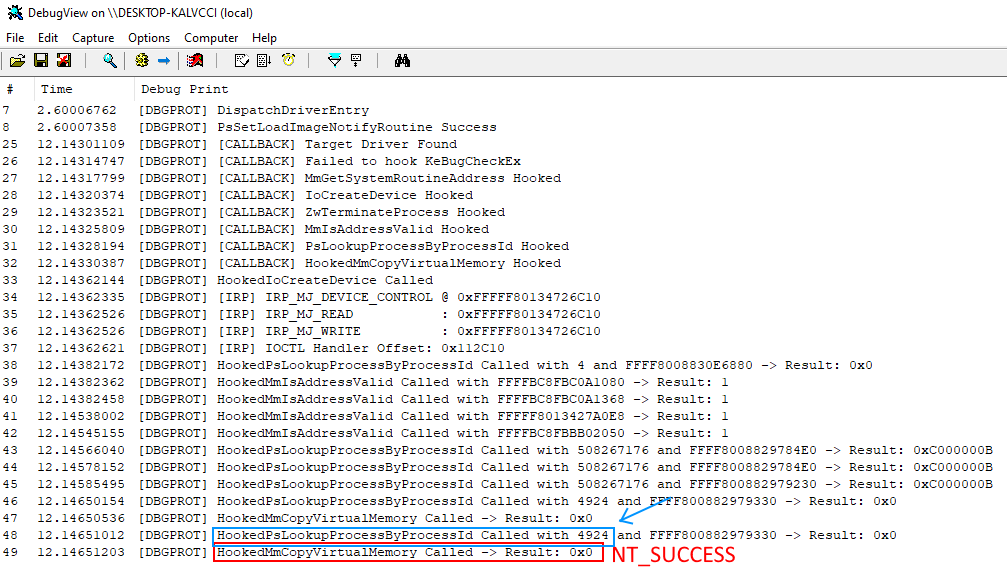 DebugView on \\DESKTOP-KALVCCI (local)
File Edit Capture Options Computer Help
# Time Debug Print
7 2.60006762 [DBGPROT] DispatchDriverEntry
8 2.60007358 [DBGPROT] PsSetLoadImageNotifyRoutine Success
25 12.14301109 [DBGPROT] [CALLBACK] Target Driver Found
26 12.14314747 [DBGPROT] [CALLBACK] Failed to hook KeBugCheckEx
27 12.14317799 [DBGPROT] [CALLBACK] MmGetSystemRoutineAddress Hooked
28 12.14320374 [DBGPROT] [CALLBACK] IoCreateDevice Hooked
29 12.14323521 [DBGPROT] [CALLBACK] ZwTerminateProcess Hooked
30 12.14325809 [DBGPROT] [CALLBACK] MmIsAddressValid Hooked
31 12.14328194 [DBGPROT] [CALLBACK] PsLookupProcessByProcessId Hooked
32 12.14330387 [DBGPROT] [CALLBACK] HookedMmCopyVirtualMemory Hooked
33 12.14362144 [DBGPROT] HookedIoCreateDevice Called
34 12.14362335 [DBGPROT] [IRP] IRP_MJ_DEVICE_CONTROL @ 0xFFFFF80134726C10
35 12.14362526 [DBGPROT] [IRP] IRP_MJ_READ : 0xFFFFF80134726C10
36 12.14362526 [DBGPROT] [IRP] IRP_MJ_WRITE : 0xFFFFF80134726C10
37 12.14362621 [DBGPROT] [IRP] IOCTL Handler Offset: 0x112C10
38 12.14382172 [DBGPROT] HookedPsLookupProcessByProcessId Called with 4 and FFFF8008830E6880 -> Result: 0x0
39 12.14382362 [DBGPROT] HookedMmIsAddressValid Called with FFFFBC8FBC0A1080 -> Result: 1
40 12.14382458 [DBGPROT] HookedMmIsAddressValid Called with FFFFBC8FBC0A1368 -> Result: 1
41 12.14538002 [DBGPROT] HookedMmIsAddressValid Called with FFFFF8013427A0E8 -> Result: 1
42 12.14545155 [DBGPROT] HookedMmIsAddressValid Called with FFFFBC8FBBB02050 -> Result: 1
43 12.14566040 [DBGPROT] HookedPsLookupProcessByProcessId Called with 508267176 and FFFF8008829784E0 -> Result: 0xC000000B
44 12.14578152 [DBGPROT] HookedPsLookupProcessByProcessId Called with 508267176 and FFFF8008829784E0 -> Result: 0xC000000B
45 12.14585495 [DBGPROT] HookedPsLookupProcessByProcessId Called with 508267176 and FFFF800882979230 -> Result: 0xC000000B
46 12.14650154 [DBGPROT] HookedPsLookupProcessByProcessId Called with 4924 and FFFF800882979330 -> Result: 0x0
47 12.14650536 [DBGPROT] HookedMmCopyVirtualMemory Called -> Result: 0x0
48 12.14651012 [DBGPROT] HookedPsLookupProcessByProcessId Called with 4924 and FFFF800882979330 -> Result: 0x0
49 12.14651203 [DBGPROT] HookedMmCopyVirtualMemory Called -> Result: 0x0 NT_SUCCESS